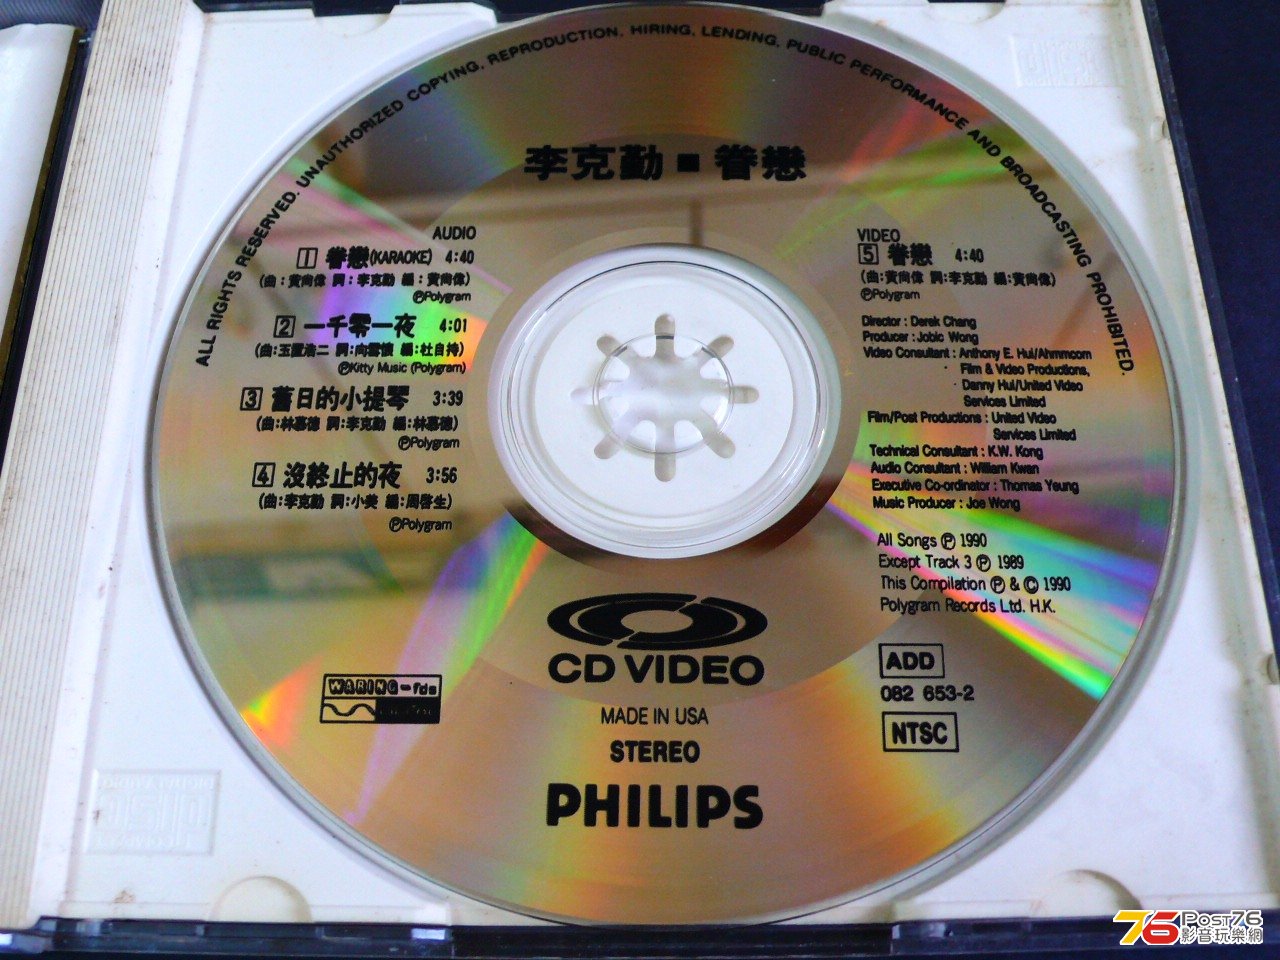 ALL RIGHTS RESERVED. UNAUTHORIZED COPYING, REPRODUCTION, HIRING, LENDING, PUBLIC PERFORMANCE AND BROADCASTING PROHIBITED.
李克勤 ■ 眷戀
AUDIO
1 眷戀(KARAOKE) 4:40
(曲:黃尚偉 詞:李克勤 編:黃尚偉)
ⓅPolygram
2 一千零一夜 4:01
(曲:玉置浩二 詞:向雪懷 編:杜自持)
ⓅKitty Music (Polygram)
3 舊日的小提琴 3:39
(曲:林慕德 詞:李克勤 編:林慕德)
ⓅPolygram
4 沒終止的夜 3:56
(曲:李克勤 詞:小美 編:周啓生)
ⓅPolygram
VIDEO
5 眷戀 4:40
(曲:黃尚偉 詞:李克勤 編:黃尚偉)
ⓅPolygram
Director : Derek Chang
Producer : Jobic Wong
Video Consultant : Anthony E. Hui/Ahmmcom
Film & Video Productions,
Danny Hui/United Video
Services Limited
Film/Post Productions : United Video
Services Limited
Technical Consultant : K.W. Kong
Audio Consultant : William Kwan
Executive Co-ordinator : Thomas Yeung
Music Producer : Joe Wong
All Songs Ⓟ 1990
Except Track 3 Ⓟ 1989
This Compilation Ⓟ & © 1990
Polygram Records Ltd. H.K.
CD VIDEO
MADE IN USA
STEREO
PHILIPS
WARING-fds
ADD
082 653-2
NTSC
76 Post76
影音玩樂網